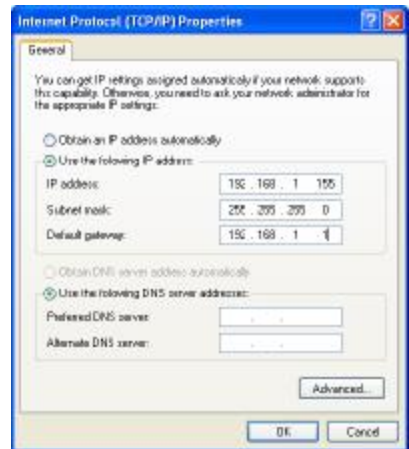 Internet Protocol (TCP/IP) Properties
General
You can get IP settings assigned automatically if your network supports
this capability. Otherwise, you need to ask your network administrator for
the appropriate IP settings.
Obtain an IP address automatically
Use the following IP address:
IP address: 192 . 168 . 1 155
Subnet mask: 255 . 255 . 255 0
Default gateway: 192 . 168 . 1 1
Obtain DNS server address automatically
Use the following DNS server addresses:
Preferred DNS server:
Alternate DNS server:
Advanced...
OK Cancel